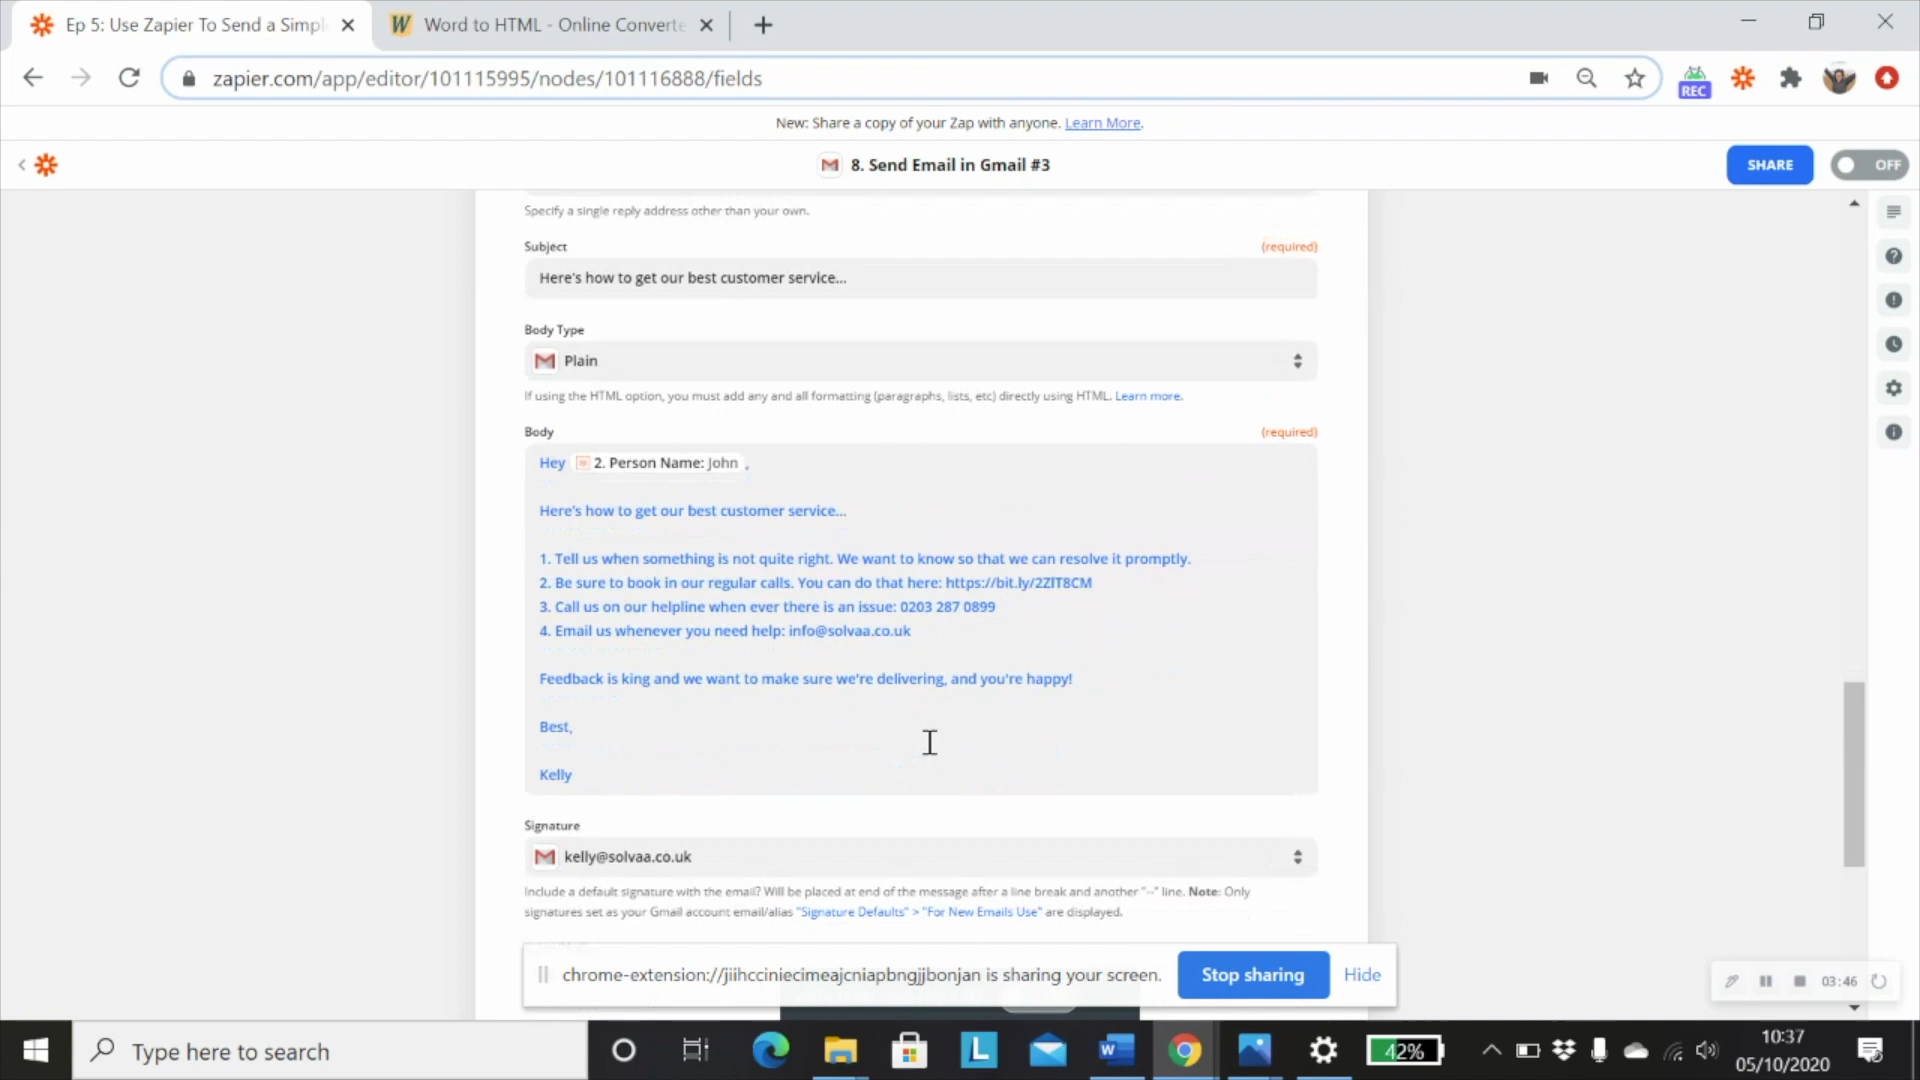 Ep 5: Use Zapier To Send a Simpl
Word to HTML - Online Converte
zapier.com/app/editor/101115995/nodes/101116888/fields
REC
New: Share a copy of your Zap with anyone. Learn More.
8. Send Email in Gmail #3
SHARE
OFF
Specify a single reply address other than your own.
Subject
(required)
Here's how to get our best customer service...
Body Type
Plain
If using the HTML option, you must add any and all formatting (paragraphs, lists, etc) directly using HTML. Learn more.
Body
(required)
Hey 2. Person Name: John ,
Here's how to get our best customer service...
1. Tell us when something is not quite right. We want to know so that we can resolve it promptly.
2. Be sure to book in our regular calls. You can do that here: https://bit.ly/2ZlT8CM
3. Call us on our helpline when ever there is an issue: 0203 287 0899
4. Email us whenever you need help: info@solvaa.co.uk
Feedback is king and we want to make sure we're delivering, and you're happy!
Best,
Kelly
Signature
kelly@solvaa.co.uk
Include a default signature with the email? Will be placed at end of the message after a line break and another "--" line. Note: Only
signatures set as your Gmail account email/alias "Signature Defaults" > "For New Emails Use" are displayed.
chrome-extension://jiihcciniecimeajcniapbngjjbonjan is sharing your screen.
Stop sharing
Hide
03:46
Type here to search
42%
10:37
05/10/2020